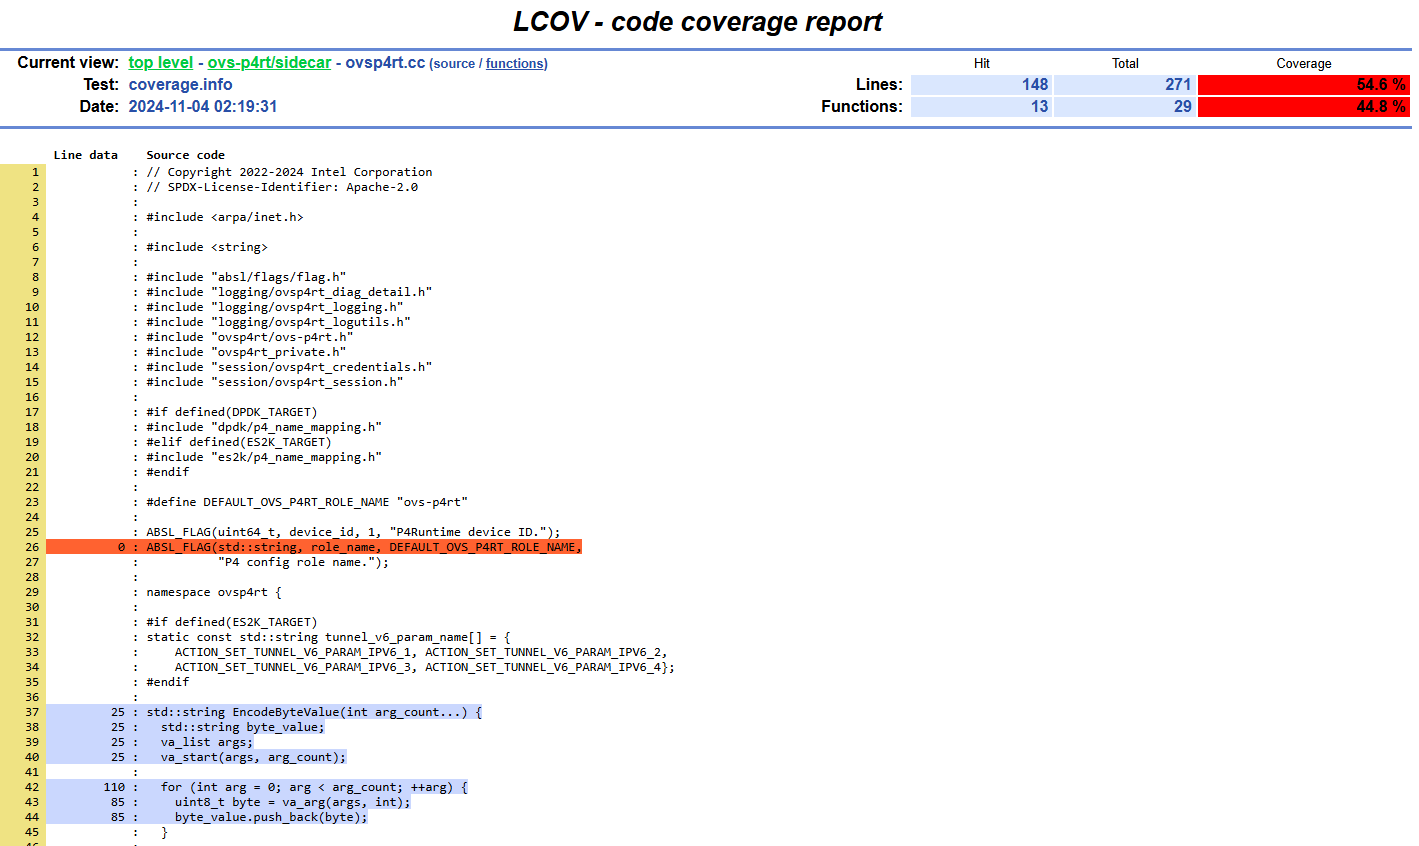 LCOV - code coverage report
Current view: top level - ovs-p4rt/sidecar - ovsp4rt.cc (source / functions) Hit Total Coverage
Test: coverage.info Lines: 148 271 54.6 %
Date: 2024-11-04 02:19:31 Functions: 13 29 44.8 %
Line data Source code
1 : // Copyright 2022-2024 Intel Corporation
2 : // SPDX-License-Identifier: Apache-2.0
3 :
4 : #include <arpa/inet.h>
5 :
6 : #include <string>
7 :
8 : #include "absl/flags/flag.h"
9 : #include "logging/ovsp4rt_diag_detail.h"
10 : #include "logging/ovsp4rt_logging.h"
11 : #include "logging/ovsp4rt_logutils.h"
12 : #include "ovsp4rt/ovs-p4rt.h"
13 : #include "ovsp4rt_private.h"
14 : #include "session/ovsp4rt_credentials.h"
15 : #include "session/ovsp4rt_session.h"
16 :
17 : #if defined(DPDK_TARGET)
18 : #include "dpdk/p4_name_mapping.h"
19 : #elif defined(ES2K_TARGET)
20 : #include "es2k/p4_name_mapping.h"
21 : #endif
22 :
23 : #define DEFAULT_OVS_P4RT_ROLE_NAME "ovs-p4rt"
24 :
25 : ABSL_FLAG(uint64_t, device_id, 1, "P4Runtime device ID.");
26 0 : ABSL_FLAG(std::string, role_name, DEFAULT_OVS_P4RT_ROLE_NAME,
27 : "P4 config role name.");
28 :
29 : namespace ovsp4rt {
30 :
31 : #if defined(ES2K_TARGET)
32 : static const std::string tunnel_v6_param_name[] = {
33 : ACTION_SET_TUNNEL_V6_PARAM_IPV6_1, ACTION_SET_TUNNEL_V6_PARAM_IPV6_2,
34 : ACTION_SET_TUNNEL_V6_PARAM_IPV6_3, ACTION_SET_TUNNEL_V6_PARAM_IPV6_4};
35 : #endif
36 :
37 25 : std::string EncodeByteValue(int arg_count...) {
38 25 : std::string byte_value;
39 25 : va_list args;
40 25 : va_start(args, arg_count);
41 :
42 110 : for (int arg = 0; arg < arg_count; ++arg) {
43 85 : uint8_t byte = va_arg(args, int);
44 85 : byte_value.push_back(byte);
45 : }